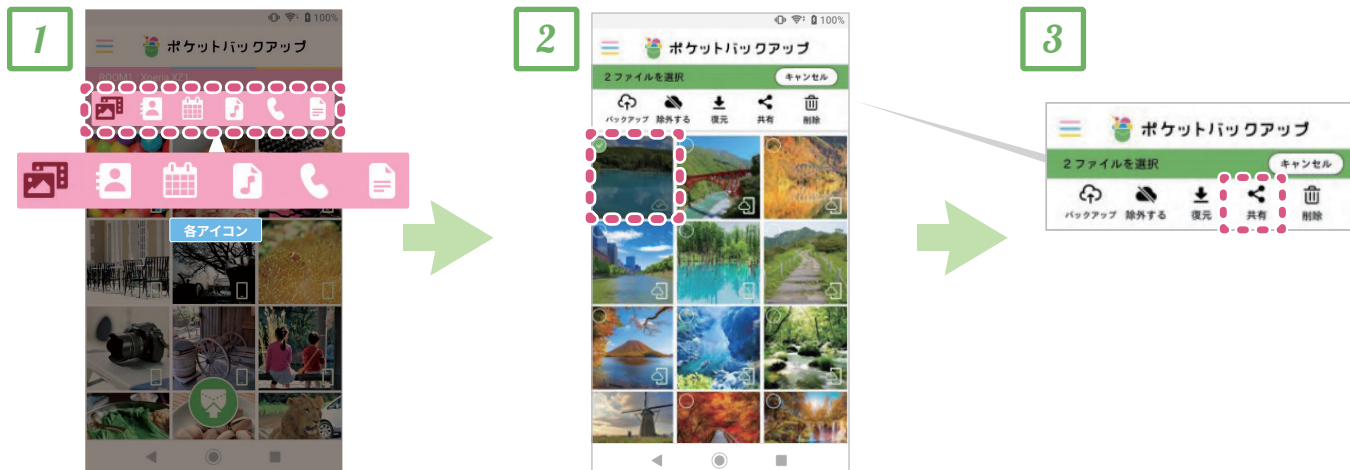 1
100%
ポケットバックアップ
ROOM1 : Xperia XZ1
各アイコン
2
100%
ポケットバックアップ
2ファイルを選択
キャンセル
バックアップ 除外する 復元 共有 削除
3
ポケットバックアップ
2ファイルを選択
キャンセル
バックアップ 除外する 復元 共有 削除